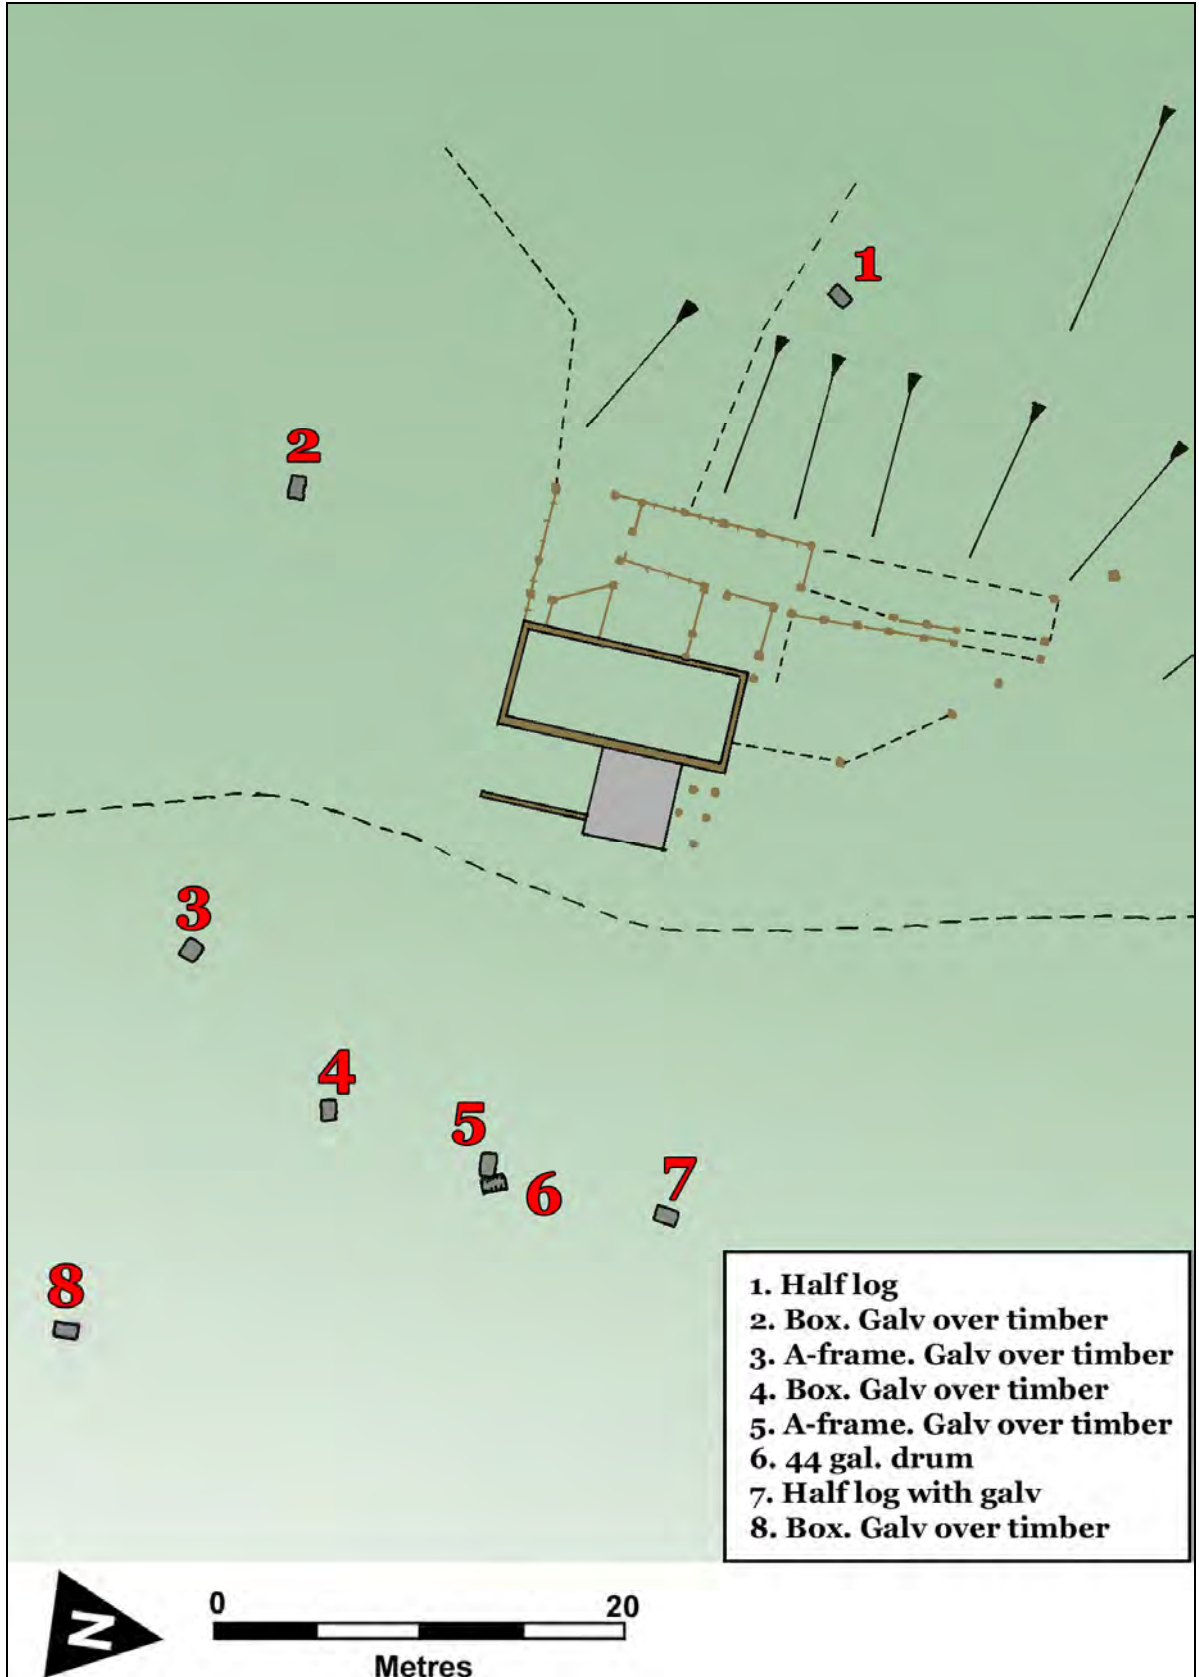 1
2
3
4
5
6
7
8
1. Half log
2. Box. Galv over timber
3. A-frame. Galv over timber
4. Box. Galv over timber
5. A-frame. Galv over timber
6. 44 gal. drum
7. Half log with galv
8. Box. Galv over timber
N
0 20
Metres